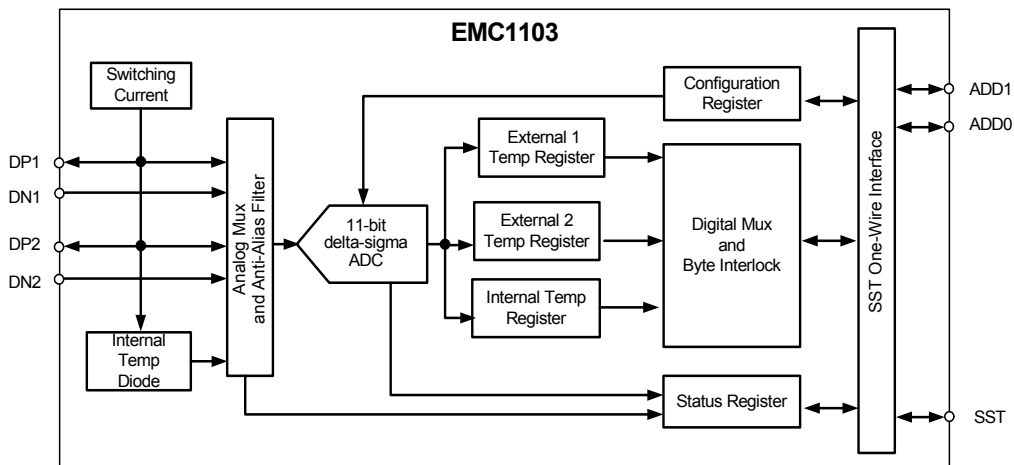 EMC1103
Switching
Current
Configuration
Register
ADD1
ADD0
DP1
DN1
DP2
DN2
Analog Mux
and Anti-Alias Filter
11-bit
delta-sigma
ADC
External 1
Temp Register
External 2
Temp Register
Internal Temp
Register
Digital Mux
and
Byte Interlock
SST One-Wire Interface
Internal
Temp
Diode
Status Register
SST